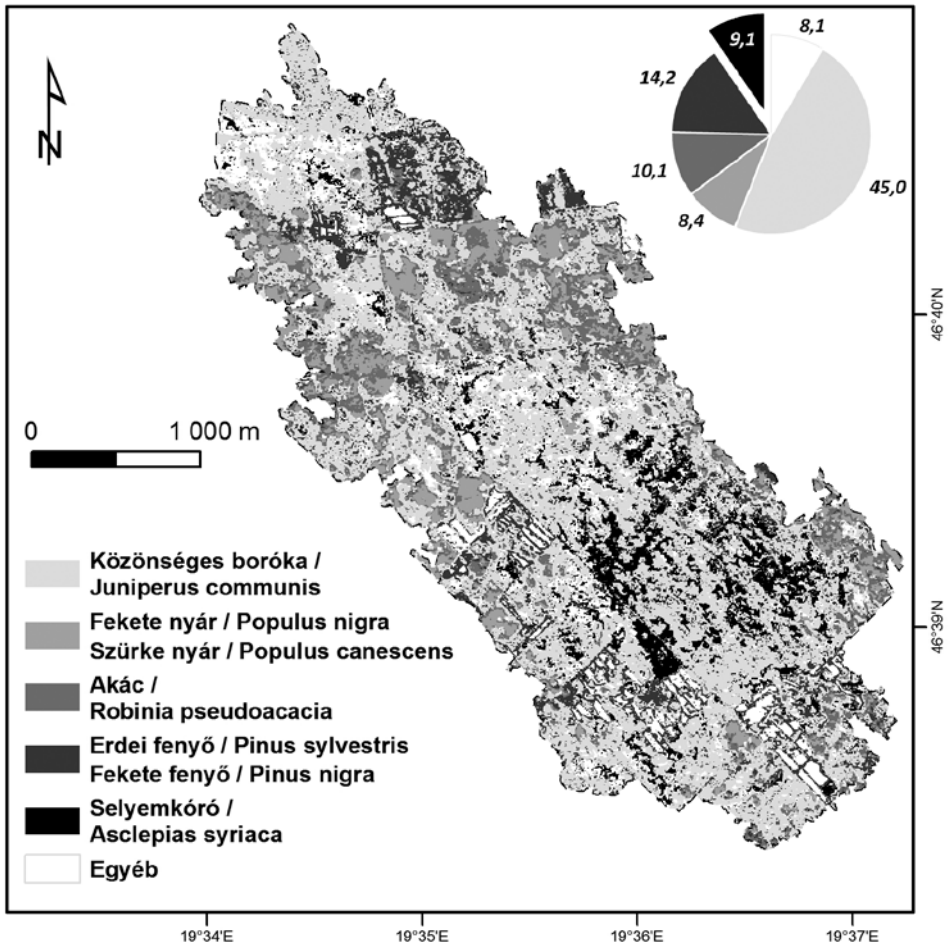 9,1
8,1
14,2
10,1
8,4
45,0
N
46°40'N
0 1 000 m
Közönséges boróka /
Juniperus communis
Fekete nyár / Populus nigra
Szürke nyár / Populus canescens
Akác /
Robinia pseudoacacia
Erdei fenyő / Pinus sylvestris
Fekete fenyő / Pinus nigra
Selyemkóró /
Asclepias syriaca
Egyéb
46°39'N
19°34'E 19°35'E 19°36'E 19°37'E